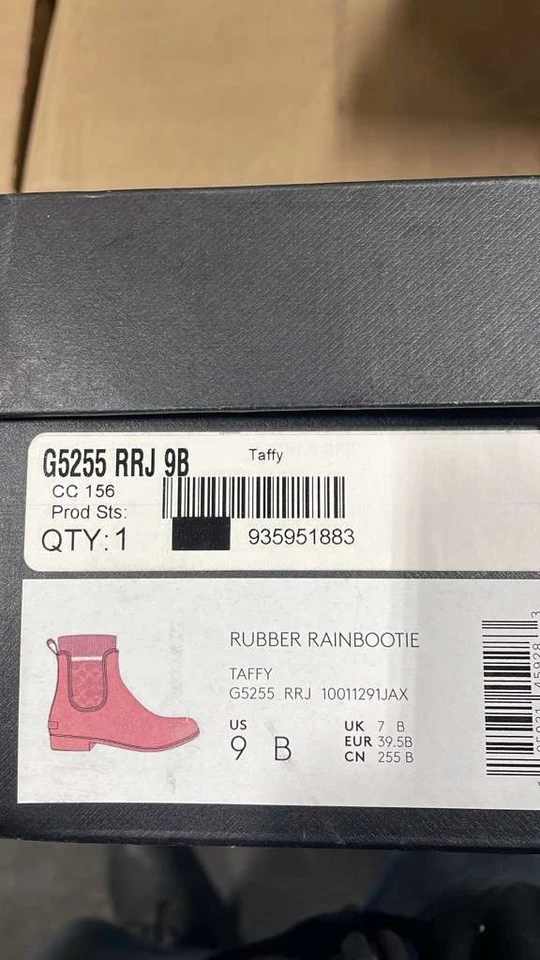 G5255 RRJ 9B
Taffy
CC 156
Prod Sts:
QTY:1
935951883
RUBBER RAINBOOTIE
TAFFY
G5255 RRJ 10011291JAX
US
9 B
UK 7 B
EUR 39.5B
CN 255 B